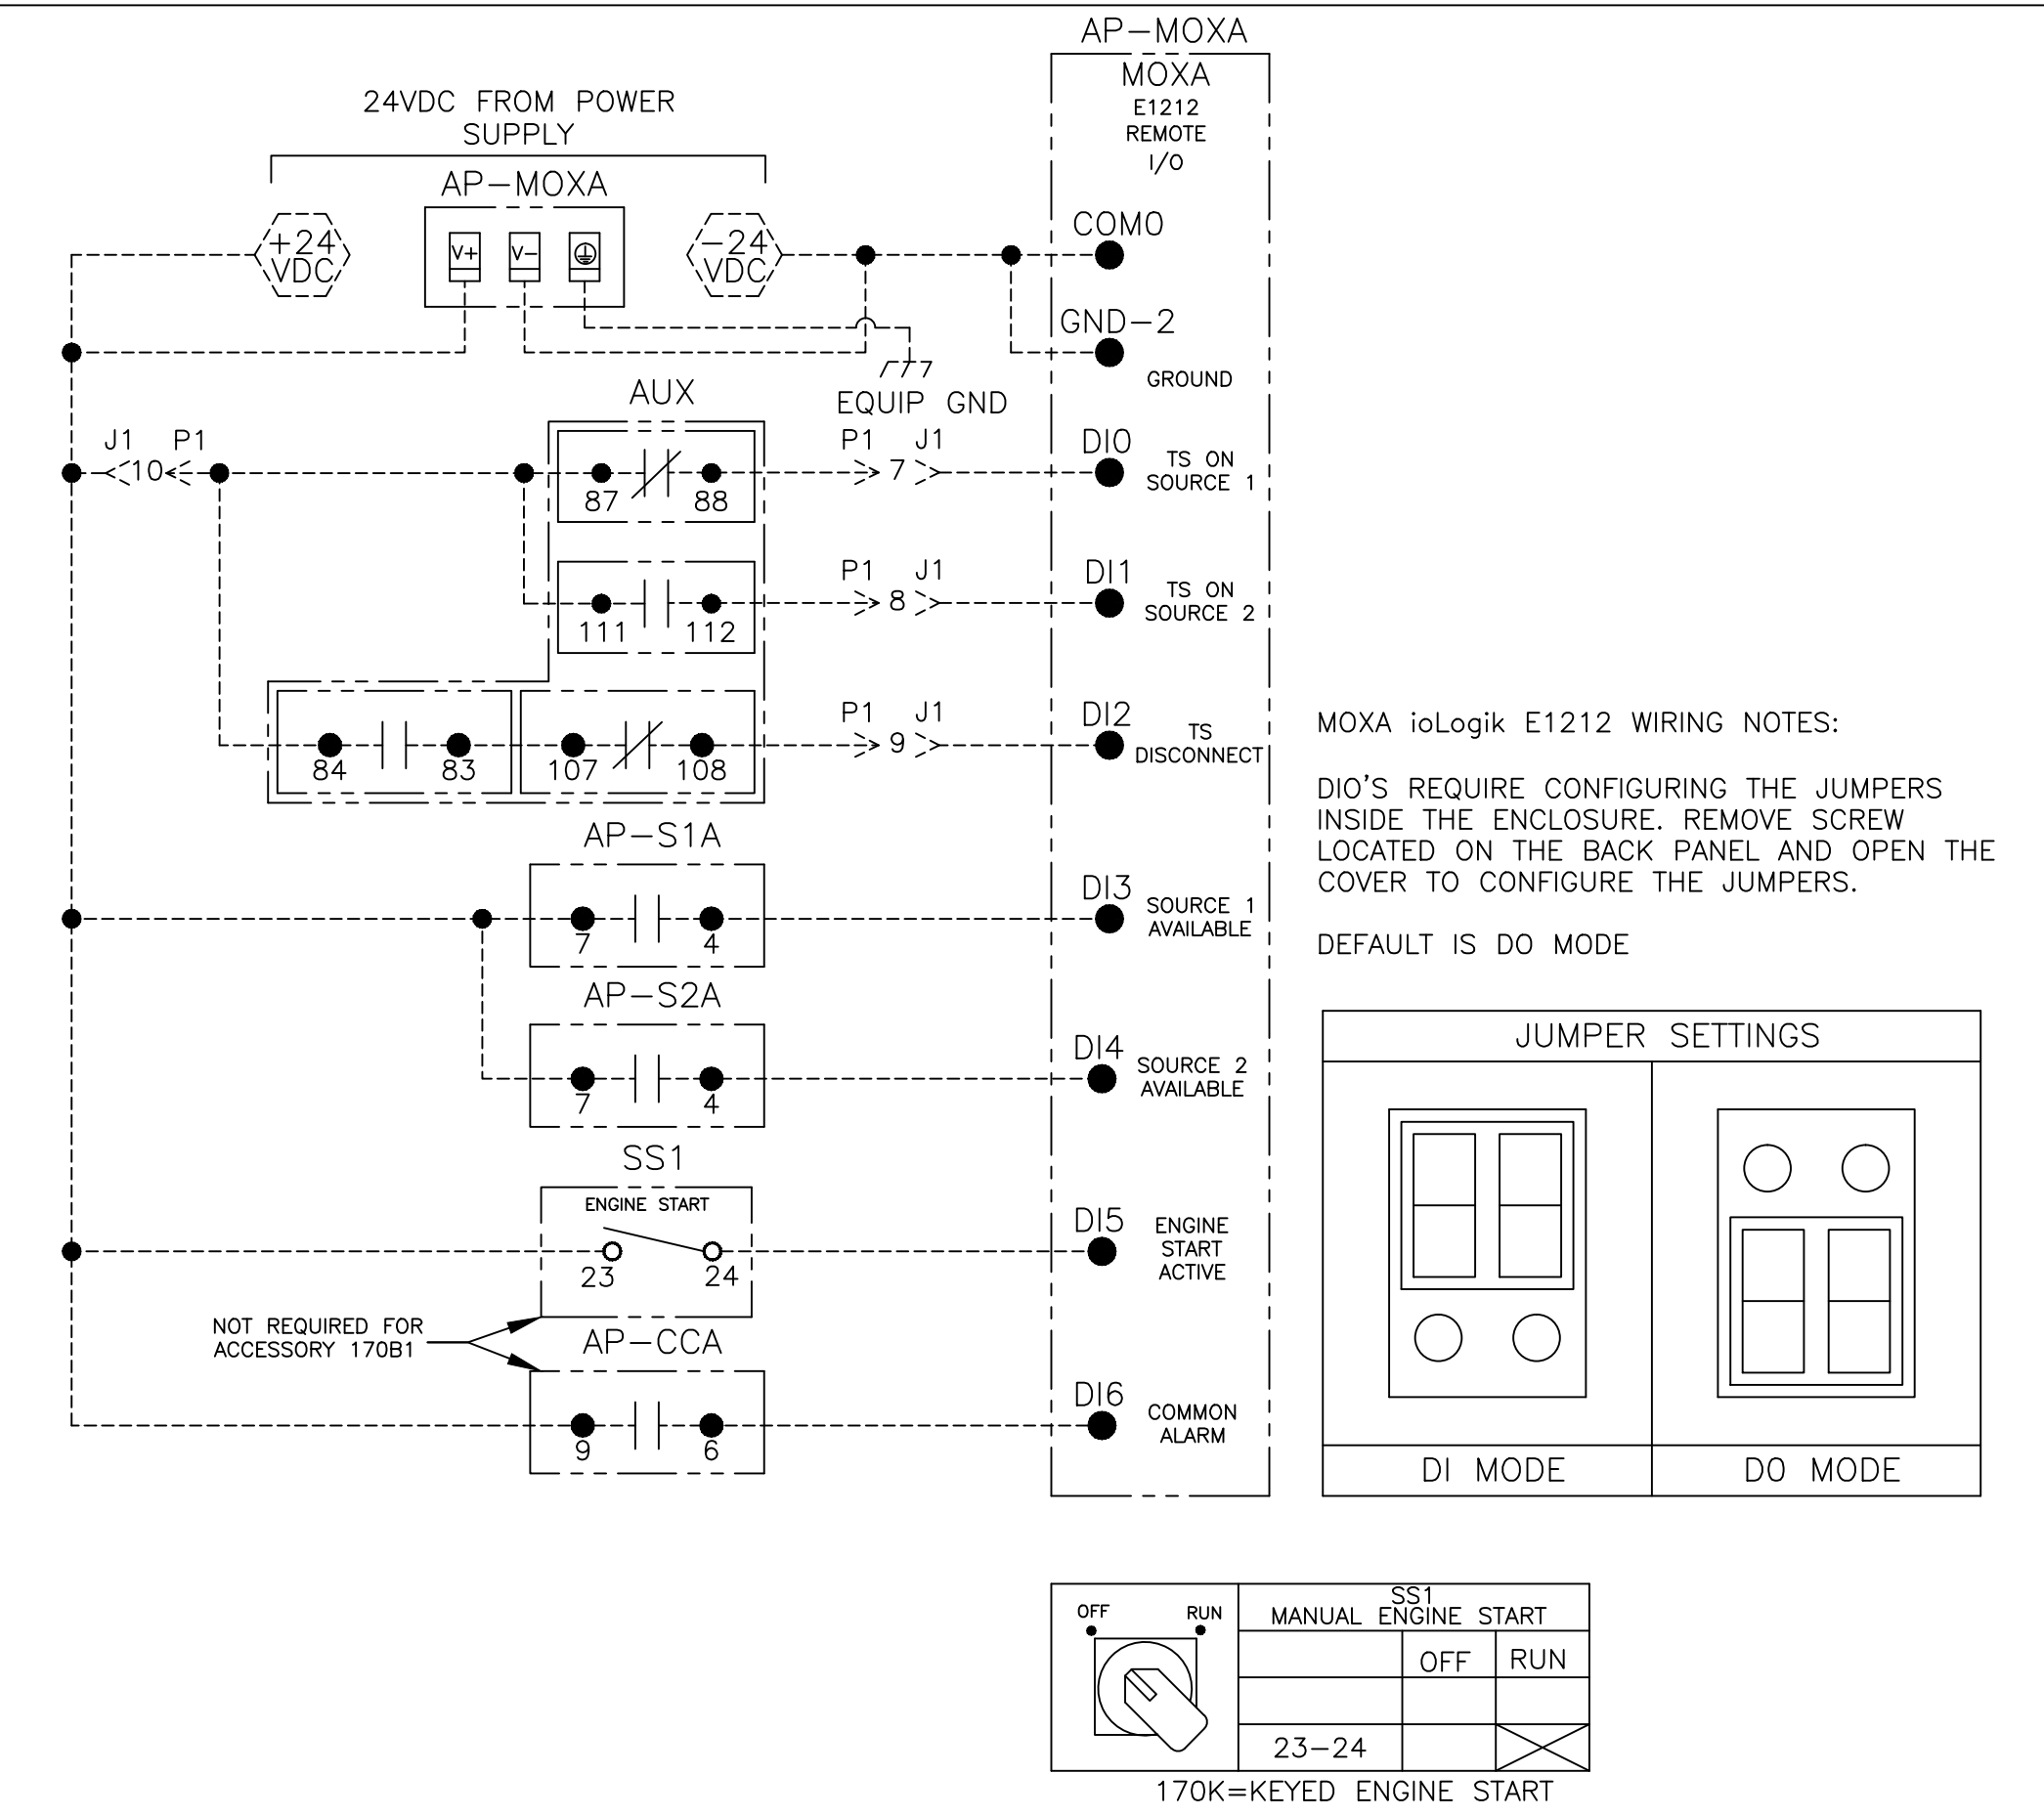 AP-MOXA
MOXA
E1212
REMOTE
I/O
24VDC FROM POWER
SUPPLY
AP-MOXA
+24
VDC
V+
V-
-24
VDC
COM0
GND-2
GROUND
EQUIP GND
AUX
J1
10
P1
87
88
P1
7
J1
DI0
TS ON
SOURCE 1
111
112
P1
8
J1
DI1
TS ON
SOURCE 2
84
83
107
108
P1
9
J1
DI2
TS
DISCONNECT
AP-S1A
7
4
DI3
SOURCE 1
AVAILABLE
AP-S2A
7
4
DI4
SOURCE 2
AVAILABLE
SS1
ENGINE START
23
24
DI5
ENGINE
START
ACTIVE
NOT REQUIRED FOR
ACCESSORY 170B1
AP-CCA
9
6
DI6
COMMON
ALARM
MOXA ioLogik E1212 WIRING NOTES:
DIO'S REQUIRE CONFIGURING THE JUMPERS
INSIDE THE ENCLOSURE. REMOVE SCREW
LOCATED ON THE BACK PANEL AND OPEN THE
COVER TO CONFIGURE THE JUMPERS.
DEFAULT IS DO MODE
JUMPER SETTINGS
DI MODE
DO MODE
OFF
RUN
SS1
MANUAL ENGINE START
OFF
RUN
23-24
170K=KEYED ENGINE START